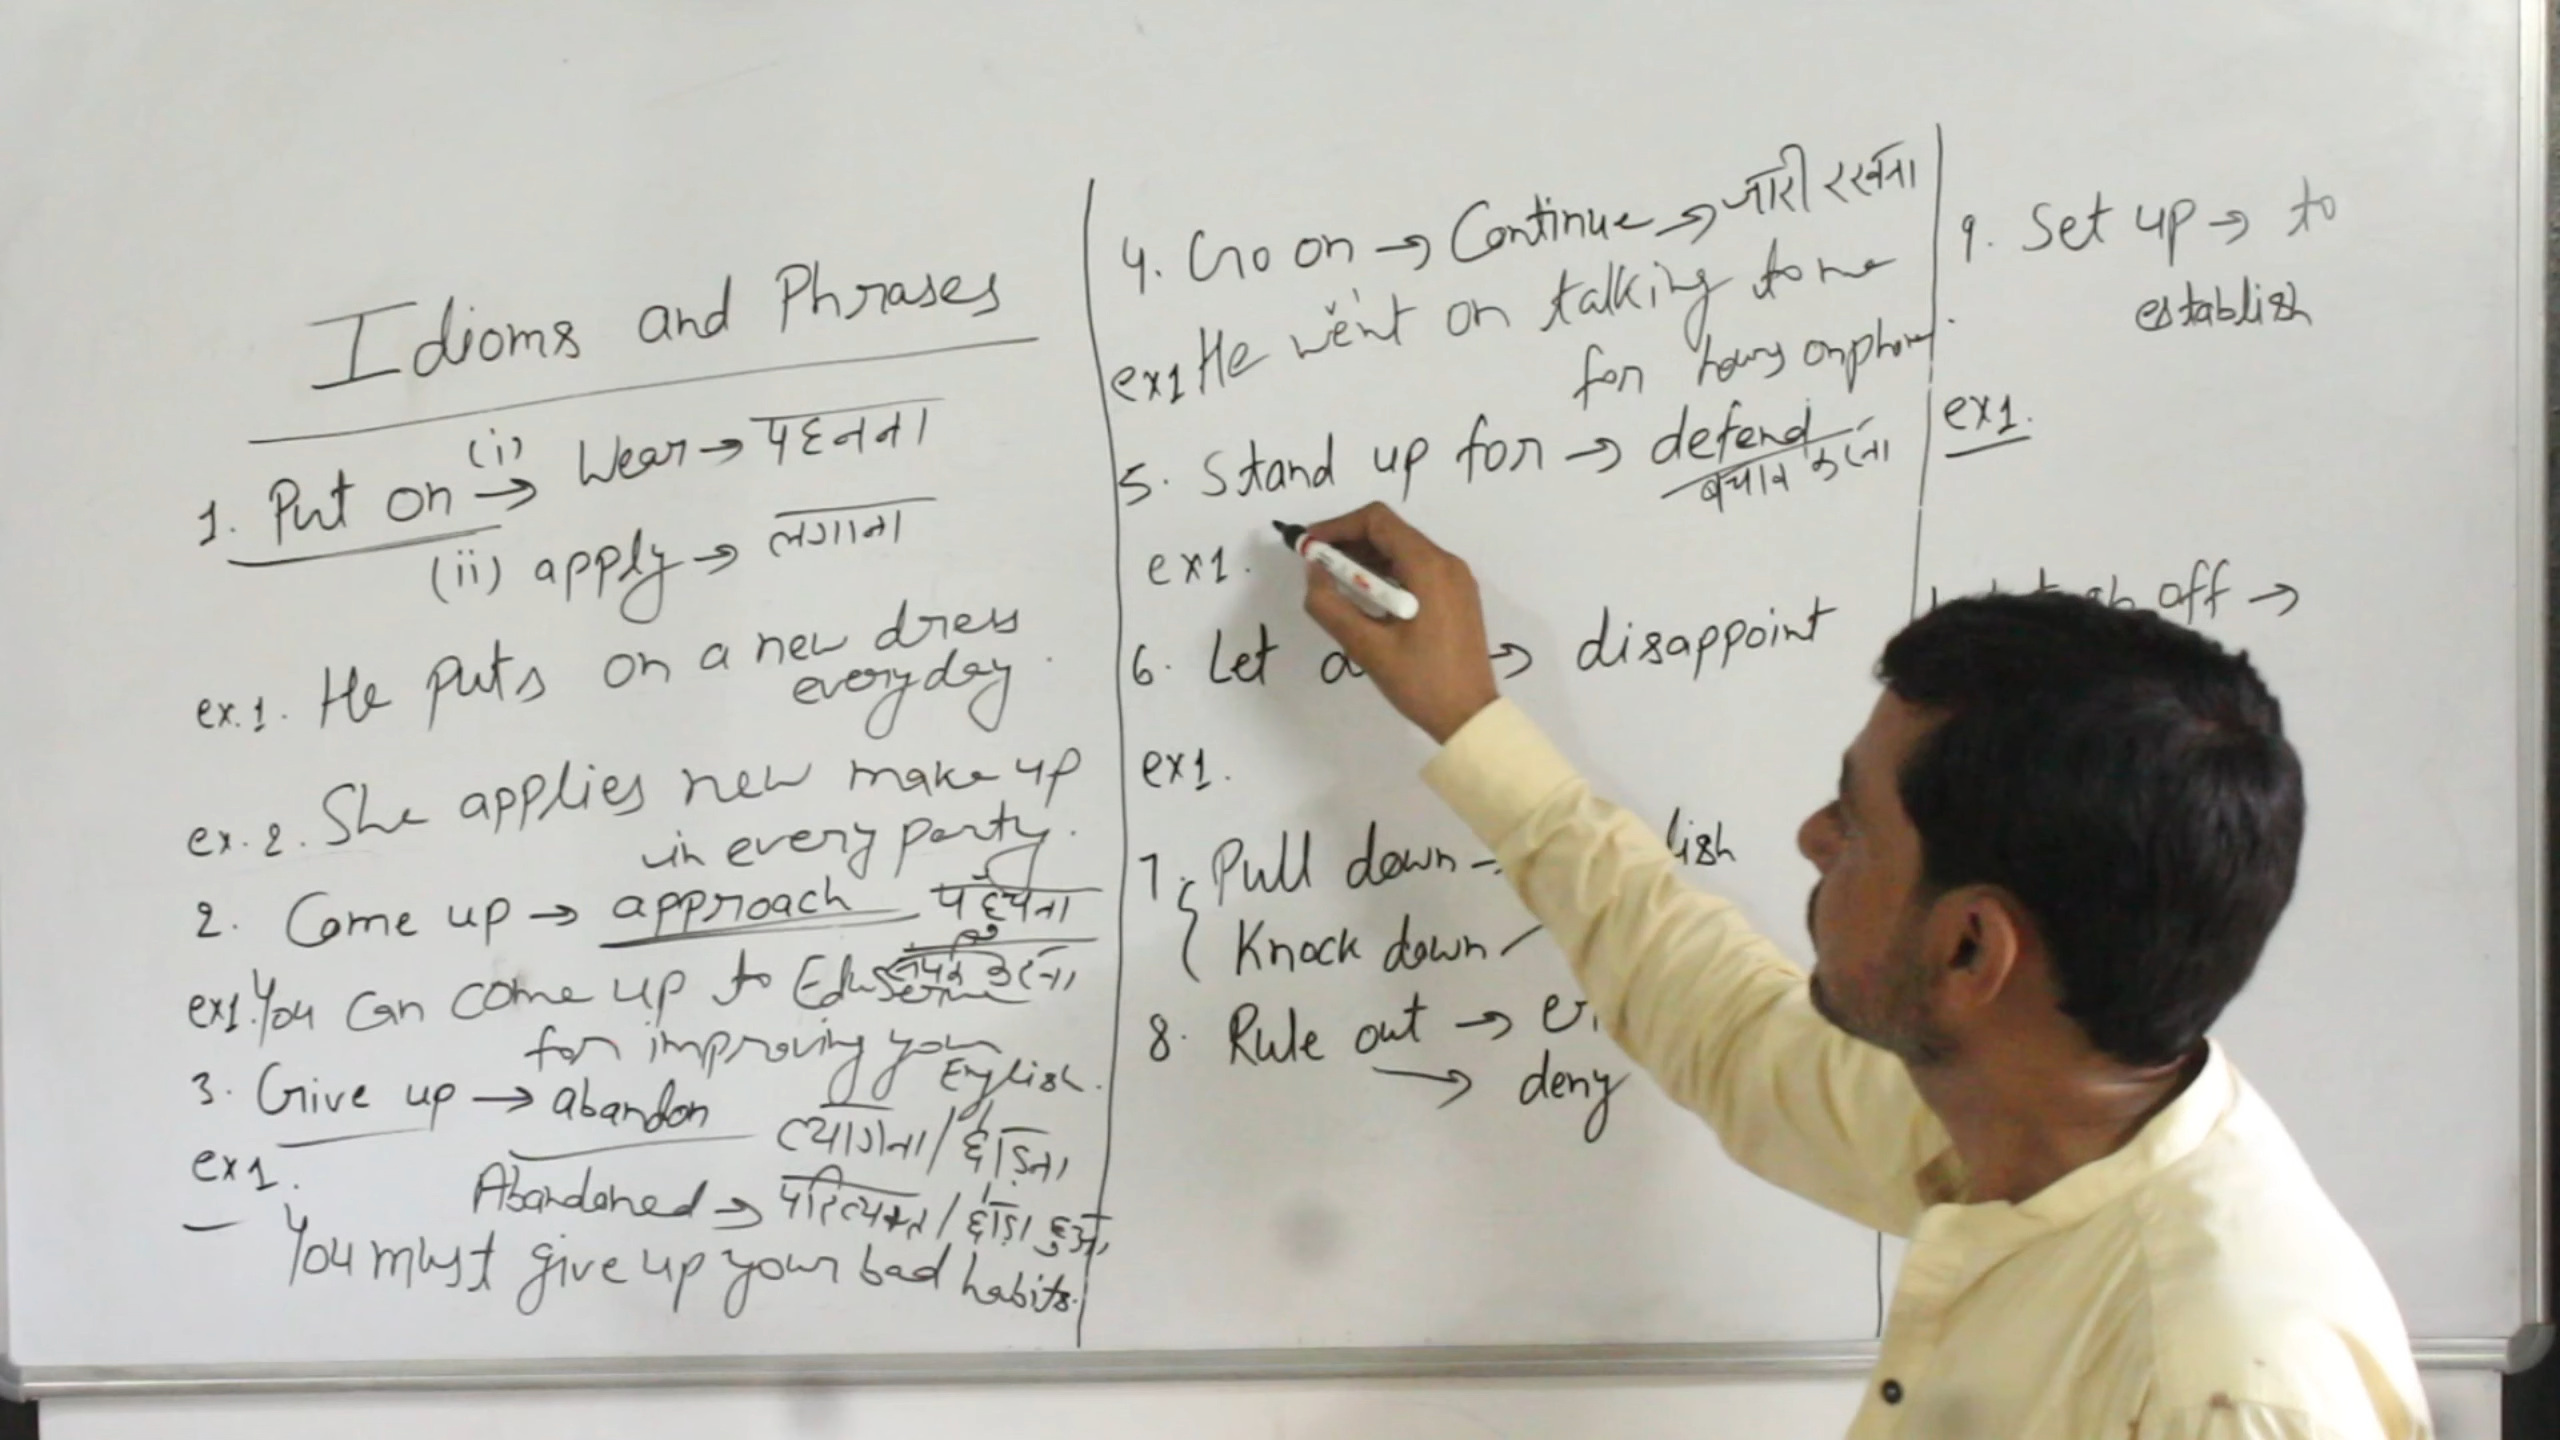 Idioms and Phrases
1. Put on (i) → Wear → पहनना
(ii) apply → लगाना
ex.1. He puts on a new dress
everyday.
ex.2. She applies new make up
in every party.
2. Come up → approach पहुँचना
संपर्क करना
ex1. You can come up to EduServe
for improving your
English.
3. Give up → abandon त्यागना/छोड़ना
ex1. Abandoned → परित्यक्त/छोड़ा हुआ
You must give up your bad habits.
4. Go on → Continue → जारी रखना
ex1 He went on talking to me
for hours on phone.
5. Stand up for → defend
बचाव करना
ex1.
6. Let → disappoint
ex1.
7. Pull down → lish
Knock down
8. Rule out →
→ deny
9. Set up → to
establish
ex1.
off →